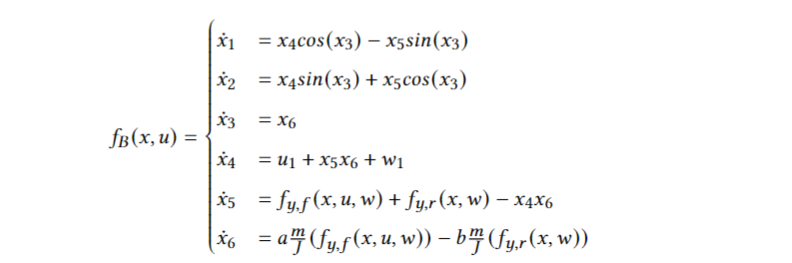 ẋ₁ = x₄cos(x₃) − x₅sin(x₃)
ẋ₂ = x₄sin(x₃) + x₅cos(x₃)
ẋ₃ = x₆
f_B(x, u) = {
ẋ₄ = u₁ + x₅x₆ + w₁
ẋ₅ = f_{y,f}(x, u, w) + f_{y,r}(x, w) − x₄x₆
ẋ₆ = a m/J (f_{y,f}(x, u, w)) − b m/J (f_{y,r}(x, w))